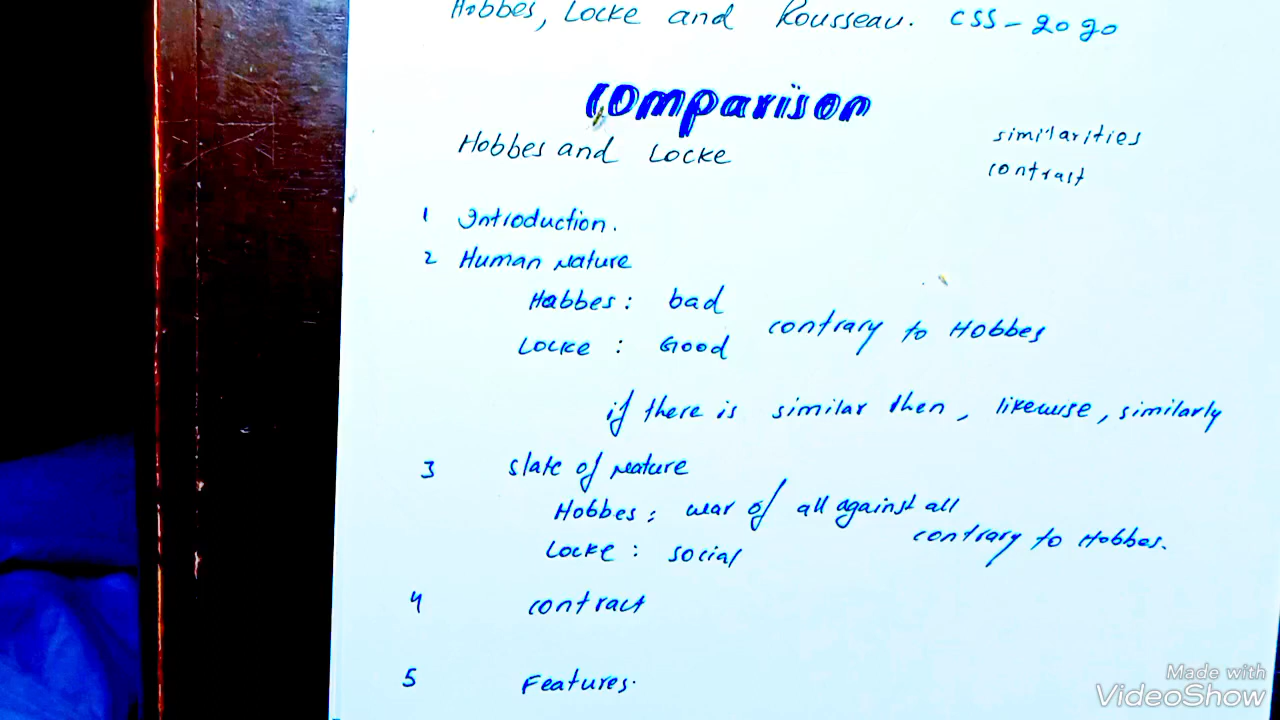 Hobbes, Locke and Rousseau. CSS-2020
comparison
Hobbes and Locke
similarities
contrast
1 Introduction.
2 Human Nature
Habbes: bad
contrary to Hobbes
Locke : Good
if there is similar then, likewise, similarly
3 State of Nature
Hobbes: war of all against all
contrary to Hobbes.
Locke : social
4 contract
5 Features.
Made with
VideoShow